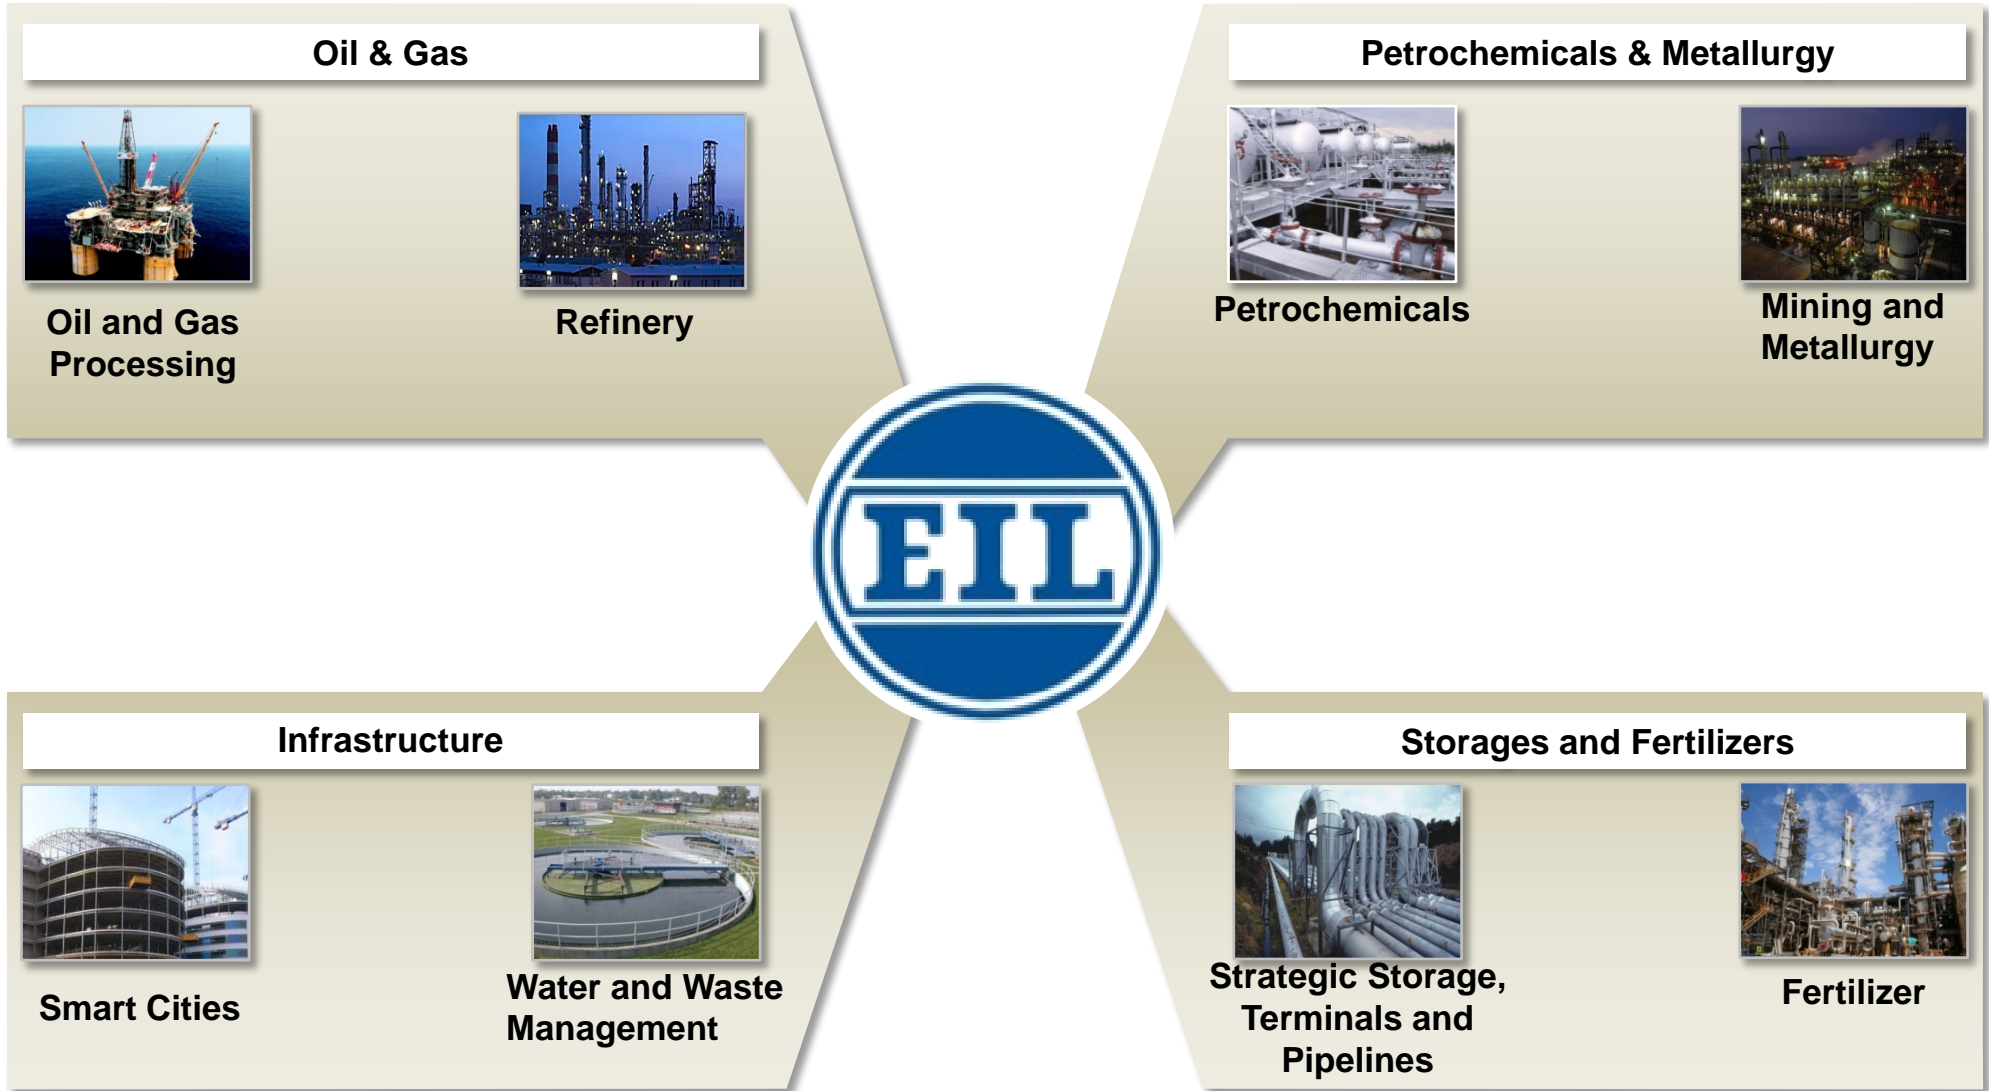 Oil & Gas
Oil and Gas
Processing
Refinery
Petrochemicals & Metallurgy
Petrochemicals
Mining and
Metallurgy
EIL
Infrastructure
Smart Cities
Water and Waste
Management
Storages and Fertilizers
Strategic Storage,
Terminals and
Pipelines
Fertilizer